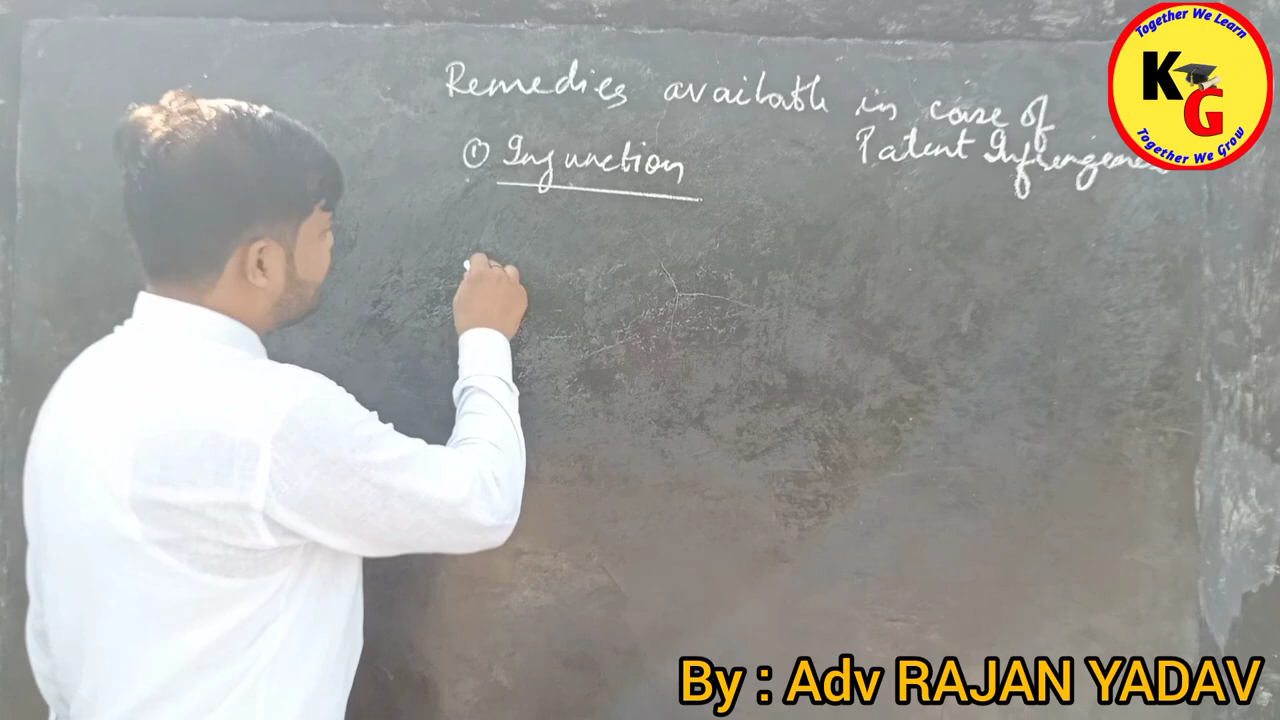 Remedies available in case of
Patent Infringement
① Injunction
Together We Learn
KG
Together We Grow
By : Adv RAJAN YADAV